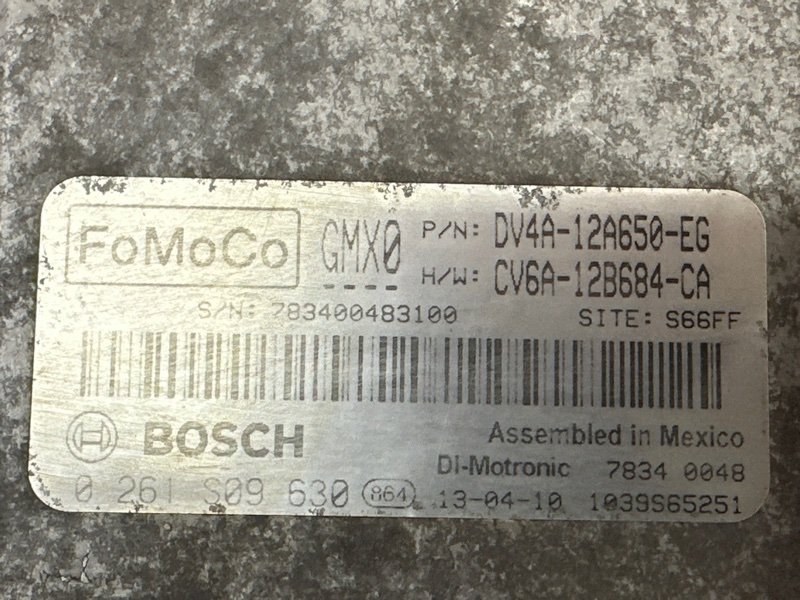 FoMoCo GMX0 P/N: DV4A-12A650-EG
H/W: CV6A-12B684-CA
S/N: 783400483100 SITE: S66FF
BOSCH Assembled in Mexico
DI-Motronic 7834 0048
0 261 S09 630 864 13-04-10 1039S65251